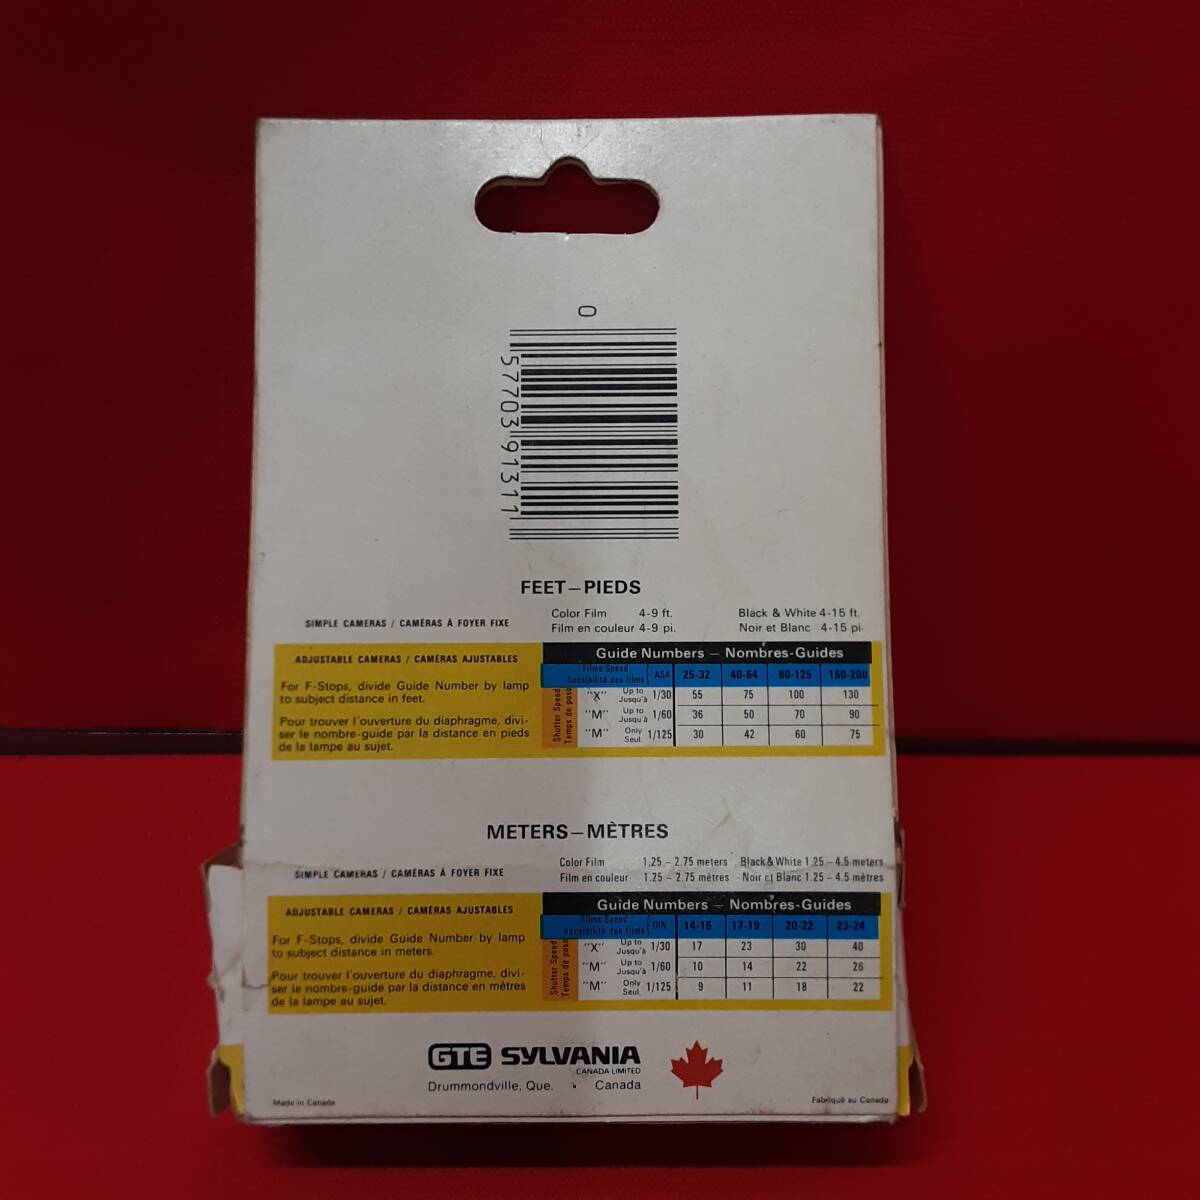 0
57703 91311
FEET – PIEDS
SIMPLE CAMERAS / CAMÉRAS À FOYER FIXE
Color Film 4-9 ft. Black & White 4-15 ft.
Film en couleur 4-9 pi. Noir et Blanc 4-15 pi.
ADJUSTABLE CAMERAS / CAMÉRAS AJUSTABLES
For F-Stops, divide Guide Number by lamp
to subject distance in feet.
Pour trouver l'ouverture du diaphragme, divi-
ser le nombre-guide par la distance en pieds
de la lampe au sujet.
Guide Numbers – Nombres-Guides
Films Speed
Sensibilité des films ASA 25-32 40-64 80-125 160-200
Shutter Speed
Temps de pose
"X" Up to Jusqu'à 1/30 55 75 100 130
"M" Up to Jusqu'à 1/60 36 50 70 90
"M" Only Seul. 1/125 30 42 60 75
METERS – MÈTRES
SIMPLE CAMERAS / CAMÉRAS À FOYER FIXE
Color Film 1.25 – 2.75 meters Black & White 1.25 – 4.5 meters
Film en couleur 1.25 – 2.75 mètres Noir et Blanc 1.25 – 4.5 mètres
ADJUSTABLE CAMERAS / CAMÉRAS AJUSTABLES
For F-Stops, divide Guide Number by lamp
to subject distance in meters.
Pour trouver l'ouverture du diaphragme, divi-
ser le nombre-guide par la distance en mètres
de la lampe au sujet.
Guide Numbers – Nombres-Guides
Films Speed
Sensibilité des films DIN 14-16 17-19 20-22 23-24
Shutter Speed
Temps de pose
"X" Up to Jusqu'à 1/30 17 23 30 40
"M" Up to Jusqu'à 1/60 10 14 22 26
"M" Only Seul. 1/125 9 11 18 22
GTE SYLVANIA
CANADA LIMITED
Drummondville, Que. • Canada
Made in Canada
Fabriqué au Canada